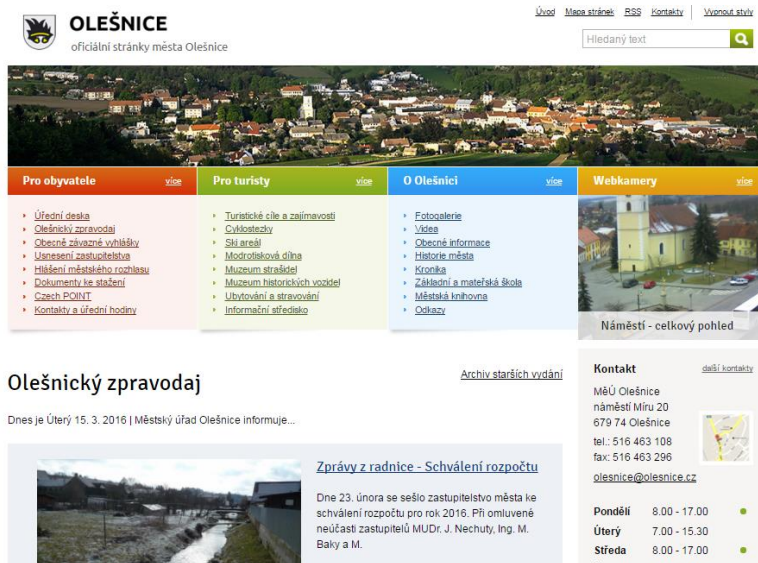 Úvod Mapa stránek RSS Kontakty Vypnout styly
OLEŠNICE
oficiální stránky města Olešnice
Hledaný text
Pro obyvatele více
Úřední deska
Olešnický zpravodaj
Obecně závazné vyhlášky
Usnesení zastupitelstva
Hlášení městského rozhlasu
Dokumenty ke stažení
Czech POINT
Kontakty a úřední hodiny
Pro turisty více
Turistické cíle a zajímavosti
Cyklostezky
Ski areál
Modrotisková dílna
Muzeum strašidel
Muzeum historických vozidel
Ubytování a stravování
Informační středisko
O Olešnici více
Fotogalerie
Videa
Obecné informace
Historie města
Kronika
Základní a mateřská škola
Městská knihovna
Odkazy
Webkamery více
Náměstí - celkový pohled
Olešnický zpravodaj
Archiv starších vydání
Dnes je Úterý 15. 3. 2016 | Městský úřad Olešnice informuje...
Zprávy z radnice - Schválení rozpočtu
Dne 23. února se sešlo zastupitelstvo města ke
schválení rozpočtu pro rok 2016. Při omluvené
neúčasti zastupitelů MUDr. J. Nechuty, Ing. M.
Baky a M.
Kontakt další kontakty
MěÚ Olešnice
náměstí Míru 20
679 74 Olešnice
tel.: 516 463 108
fax: 516 463 296
olesnice@olesnice.cz
Pondělí 8.00 - 17.00
Úterý 7.00 - 15.30
Středa 8.00 - 17.00